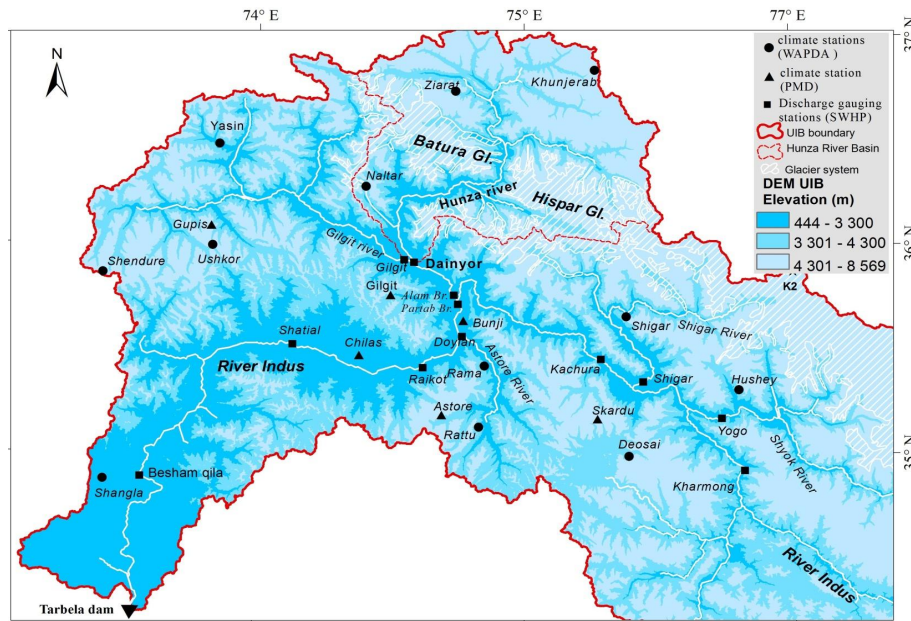 74° E
75° E
77° E
37° N
N
climate stations
(WAPDA)
climate station
(PMD)
Discharge gauging
stations (SWHP)
UIB boundary
Hunza River Basin
Glacier system
DEM UIB
Elevation (m)
444 - 3 300
3 301 - 4 300
4 301 - 8 569
Ziarat
Khunjerab
Yasin
Batura Gl.
Naltar
Hunza river
Hispar Gl.
Gupis
Ushkor
Gilgit river
36° N
Shendure
Gilgit
Dainyor
K2
Gilgit
Alam Br.
Partab Br.
Bunji
Shigar
Shigar River
Shatial
Chilas
Doyian
River Indus
Raikot
Rama
Astore River
Kachura
Shigar
Hushey
Astore
Skardu
Yogo
Rattu
Deosai
Shyok River
35° N
Besham qila
Shangla
Kharmong
River Indus
Tarbela dam